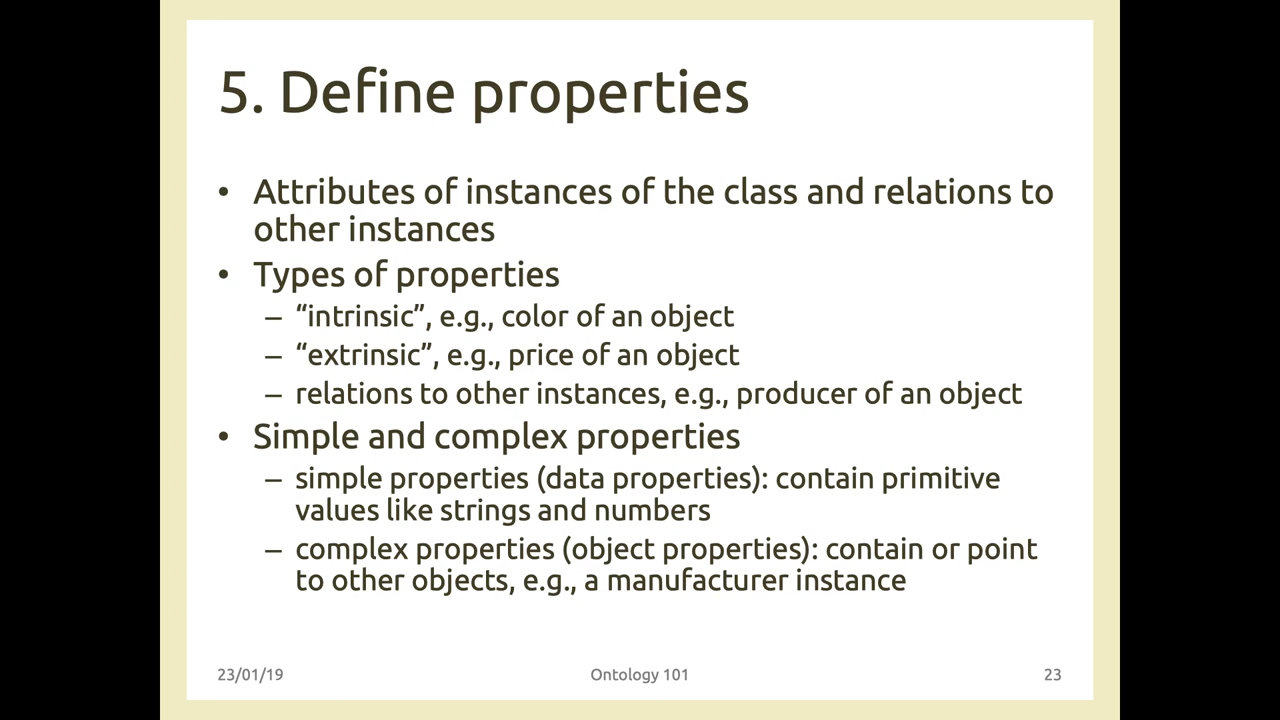 5. Define properties
• Attributes of instances of the class and relations to
other instances
• Types of properties
– “intrinsic”, e.g., color of an object
– “extrinsic”, e.g., price of an object
– relations to other instances, e.g., producer of an object
• Simple and complex properties
– simple properties (data properties): contain primitive
values like strings and numbers
– complex properties (object properties): contain or point
to other objects, e.g., a manufacturer instance
23/01/19
Ontology 101
23